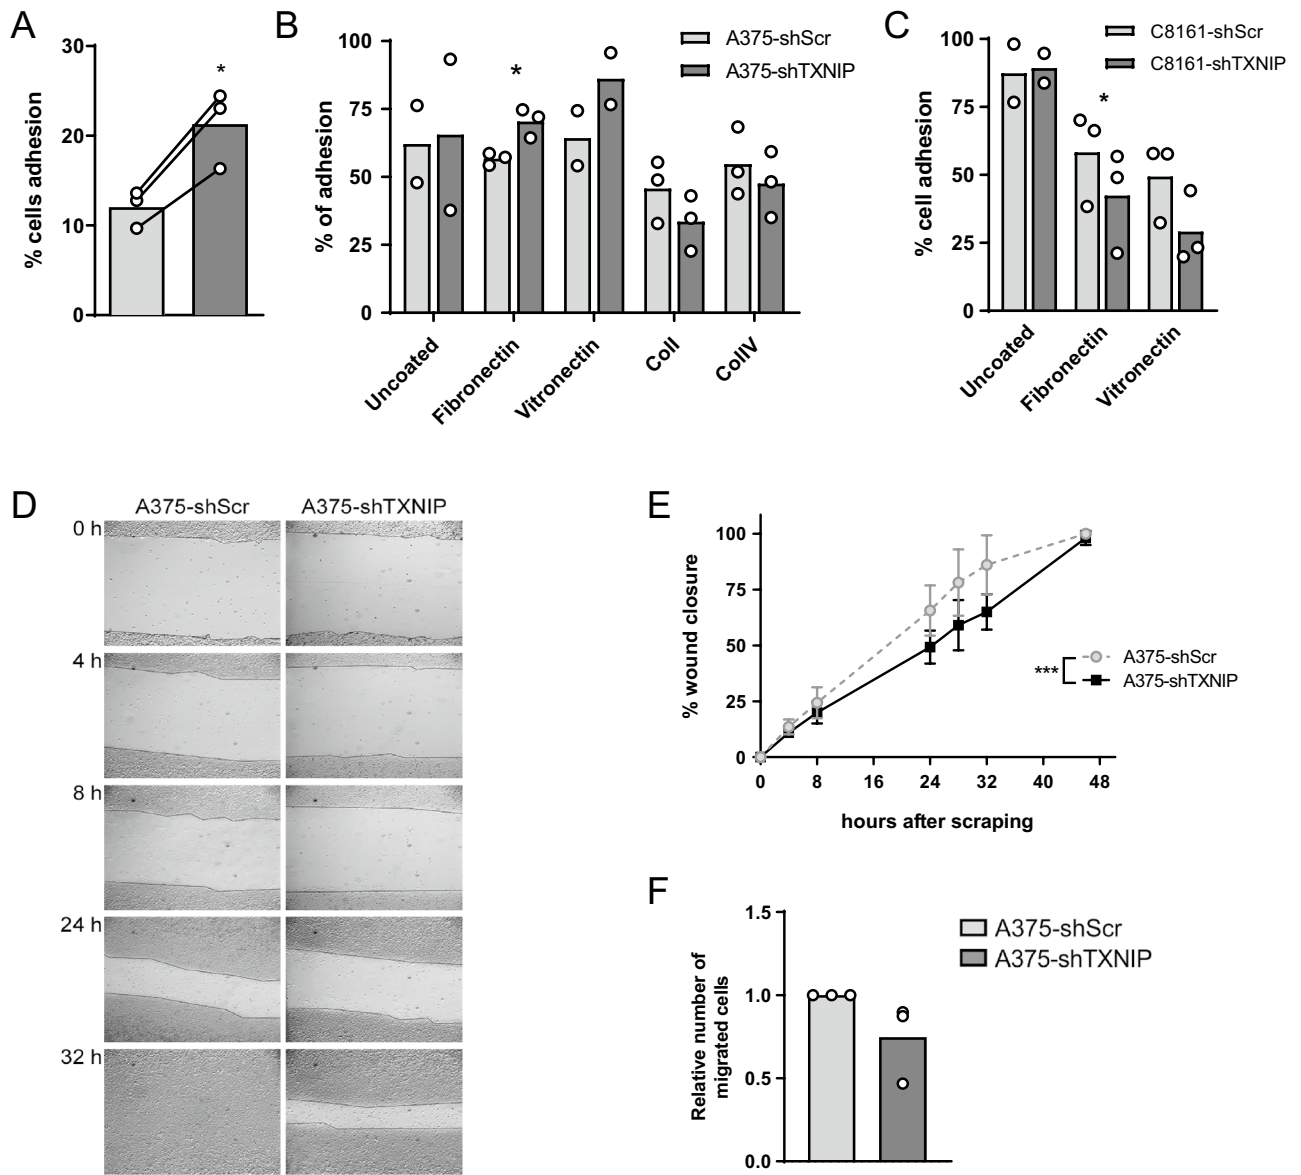 A
% cells adhesion
30
20
10
0
*
B
% of adhesion
100
75
50
25
0
*
A375-shScr
A375-shTXNIP
Uncoated
Fibronectin
Vitronectin
ColI
ColIV
C
% cell adhesion
100
75
50
25
0
*
C8161-shScr
C8161-shTXNIP
Uncoated
Fibronectin
Vitronectin
D
A375-shScr
A375-shTXNIP
0 h
4 h
8 h
24 h
32 h
E
% wound closure
100
75
50
25
0
0 8 16 24 32 40 48
hours after scraping
***
A375-shScr
A375-shTXNIP
F
Relative number of
migrated cells
1.5
1.0
0.5
0.0
A375-shScr
A375-shTXNIP